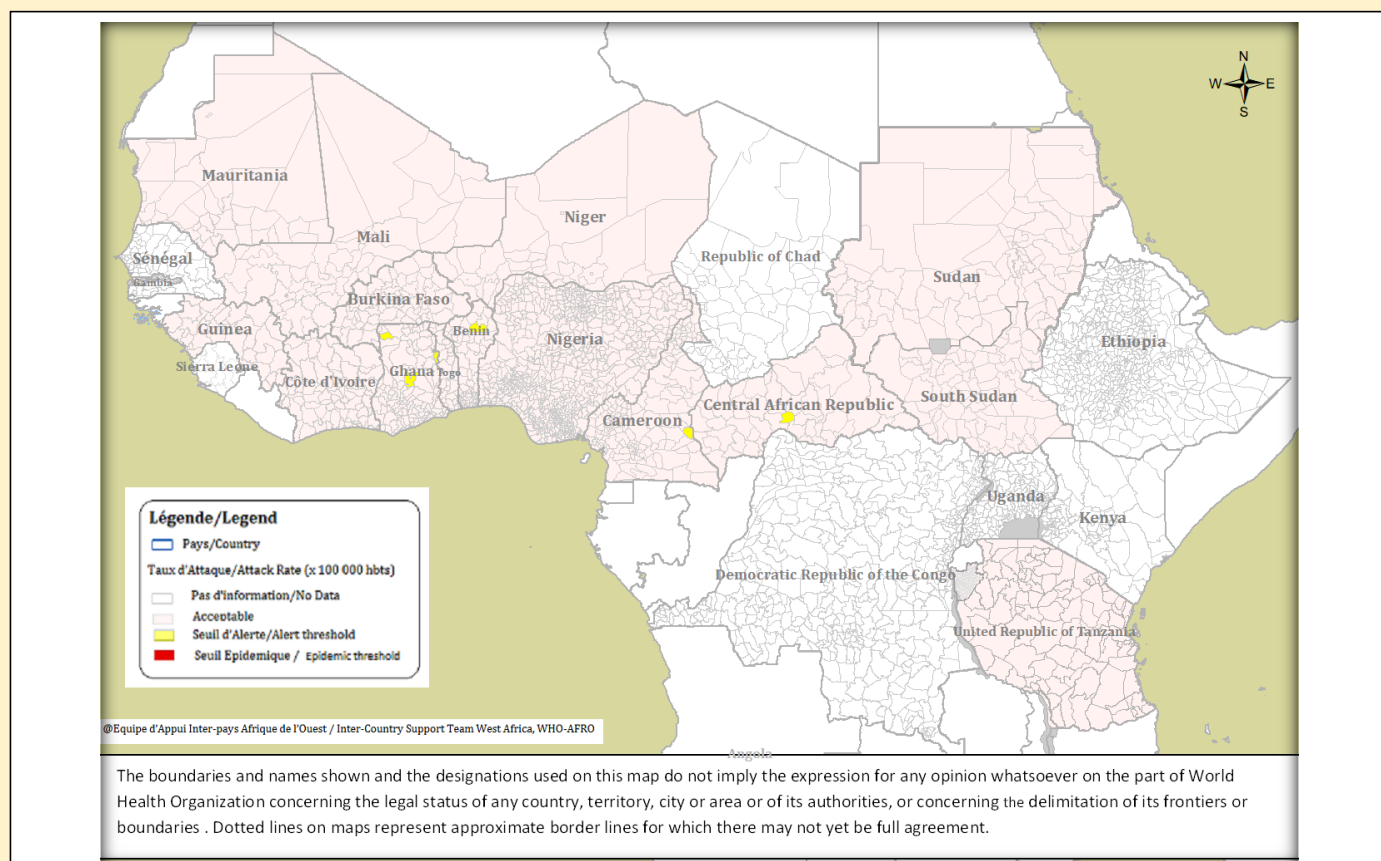 N
W E
S
Mauritania
Niger
Mali
Sénégal
Republic of Chad
Sudan
Gambia
Burkina Faso
Guinea
Benin
Nigeria
Ethiopia
Sierra Leone
Ghana
Togo
Côte d'Ivoire
Central African Republic
South Sudan
Cameroon
Uganda
Kenya
Democratic Republic of the Congo
United Republic of Tanzania
Angola
Légende/Legend
Pays/Country
Taux d'Attaque/Attack Rate (x 100 000 hbts)
Pas d'information/No Data
Acceptable
Seuil d'Alerte/Alert threshold
Seuil Epidemique / Epidemic threshold
@Equipe d'Appui Inter-pays Afrique de l'Ouest / Inter-Country Support Team West Africa, WHO-AFRO
The boundaries and names shown and the designations used on this map do not imply the expression for any opinion whatsoever on the part of World
Health Organization concerning the legal status of any country, territory, city or area or of its authorities, or concerning the delimitation of its frontiers or
boundaries . Dotted lines on maps represent approximate border lines for which there may not yet be full agreement.